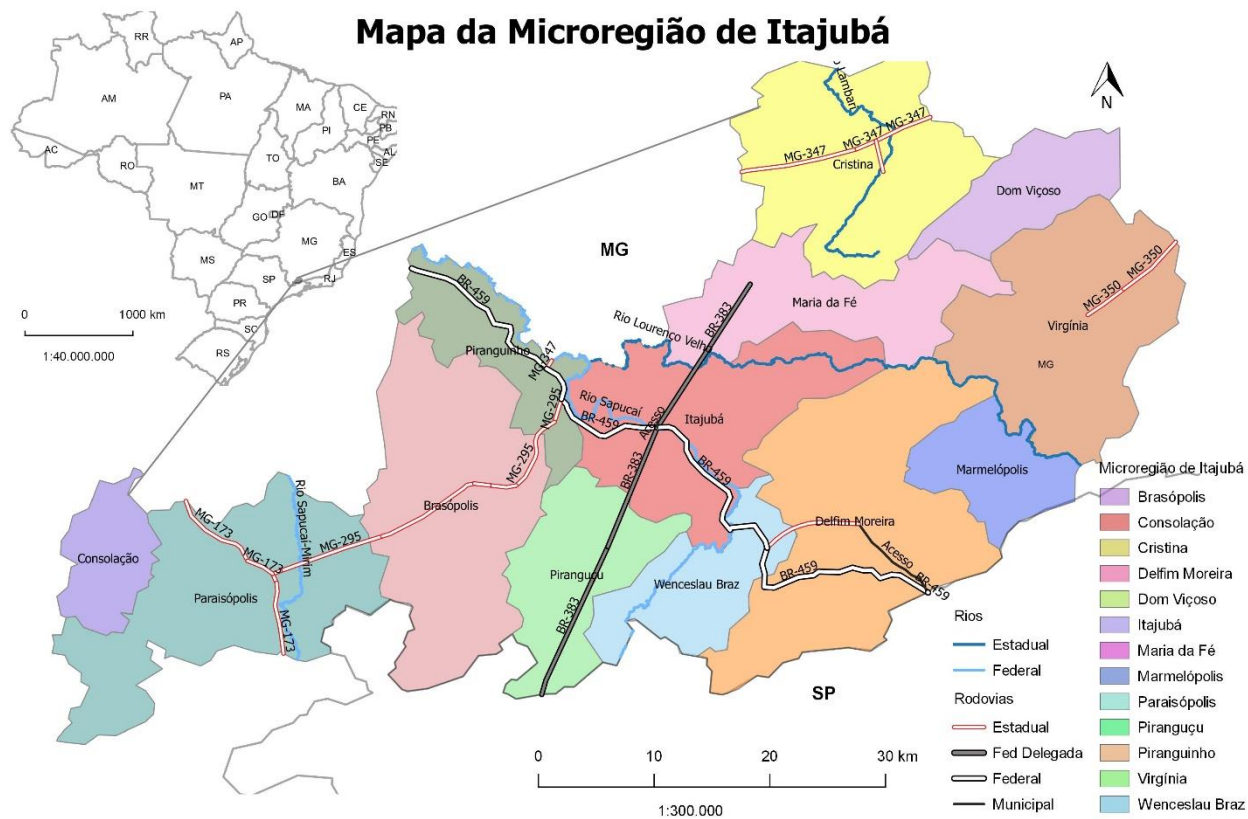 Mapa da Microregião de Itajubá
RR
AP
AM
PA
MA
CE
RN
PB
PE
AL
SE
PI
AC
RO
TO
MT
BA
GO
DF
MG
MS
ES
SP
RJ
PR
SC
RS
0 1000 km
1:40.000.000
N
MG
SP
Lambari
MG-347
MG-347
MG-347
Cristina
Dom Viçoso
Maria da Fé
MG-350
MG-350
Virgínia
MG
BR-459
Piranguinho
MG-347
Rio Lourenço Velho
BR-383
Rio Sapucaí
BR-459
Acesso
Itajubá
BR-383
BR-459
MG-295
MG-295
Brasópolis
Marmelópolis
Delfim Moreira
Acesso
BR-459
BR-459
Wenceslau Braz
Piranguçu
BR-383
Consolação
MG-173
MG-173
MG-295
Rio Sapucaí-Mirim
Paraisópolis
MG-173
Microregião de Itajubá
Brasópolis
Consolação
Cristina
Delfim Moreira
Dom Viçoso
Itajubá
Maria da Fé
Marmelópolis
Paraisópolis
Piranguçu
Piranguinho
Virgínia
Wenceslau Braz
Rios
Estadual
Federal
Rodovias
Estadual
Fed Delegada
Federal
Municipal
0 10 20 30 km
1:300.000